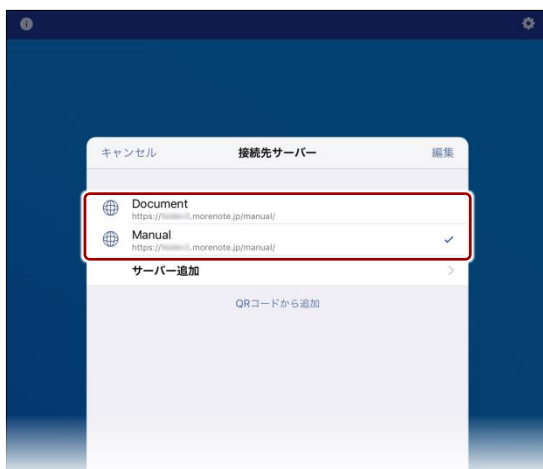 キャンセル 接続先サーバー 編集
Document
https:// .morenote.jp/manual/
Manual
https:// .morenote.jp/manual/
サーバー追加
QRコードから追加